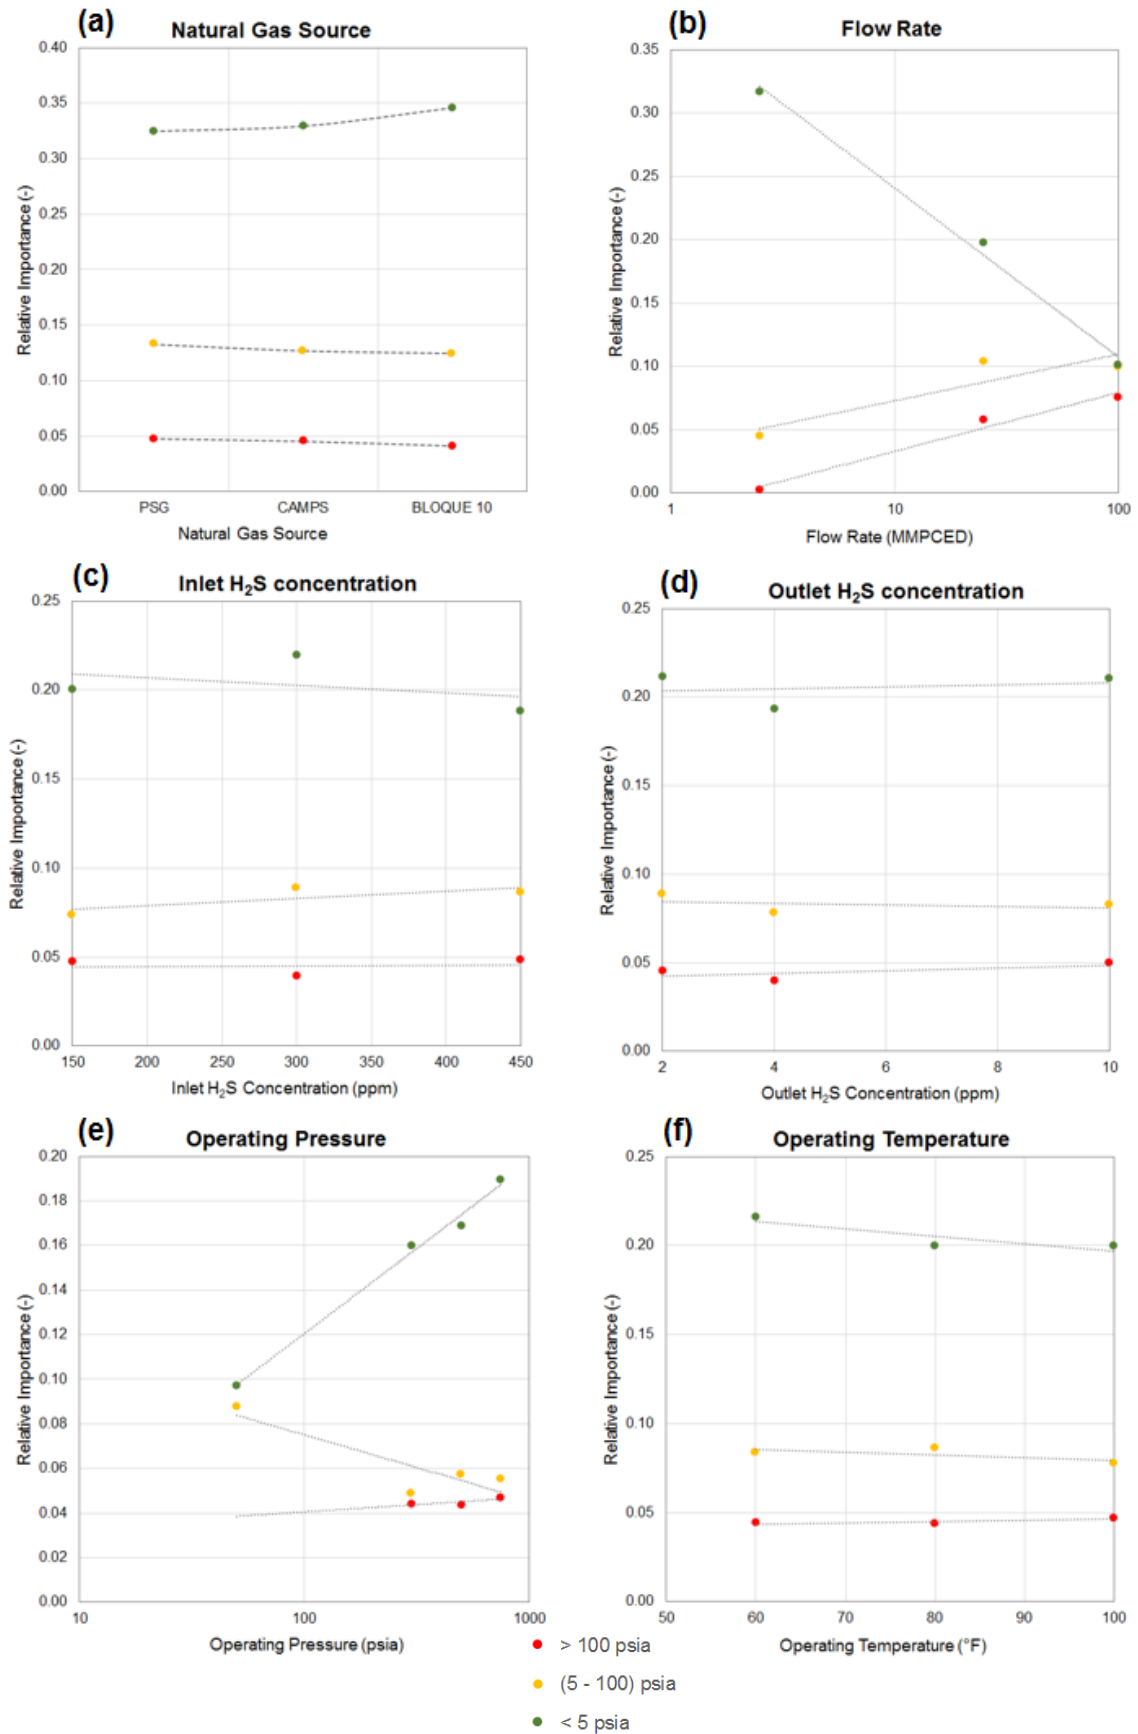 (a)
Natural Gas Source
0.40
0.35
0.30
0.25
0.20
0.15
0.10
0.05
0.00
Relative Importance (-)
PSG CAMPS BLOQUE 10
Natural Gas Source
(b)
Flow Rate
0.35
0.30
0.25
0.20
0.15
0.10
0.05
0.00
Relative Importance (-)
1 10 100
Flow Rate (MMPCED)
(c)
Inlet H₂S concentration
0.25
0.20
0.15
0.10
0.05
0.00
Relative Importance (-)
150 200 250 300 350 400 450
Inlet H₂S Concentration (ppm)
(d)
Outlet H₂S concentration
0.25
0.20
0.15
0.10
0.05
0.00
Relative Importance (-)
2 4 6 8 10
Outlet H₂S Concentration (ppm)
(e)
Operating Pressure
0.20
0.18
0.16
0.14
0.12
0.10
0.08
0.06
0.04
0.02
0.00
Relative Importance (-)
10 100 1000
Operating Pressure (psia)
(f)
Operating Temperature
0.25
0.20
0.15
0.10
0.05
0.00
Relative Importance (-)
50 60 70 80 90 100
Operating Temperature (°F)
> 100 psia
(5 - 100) psia
< 5 psia